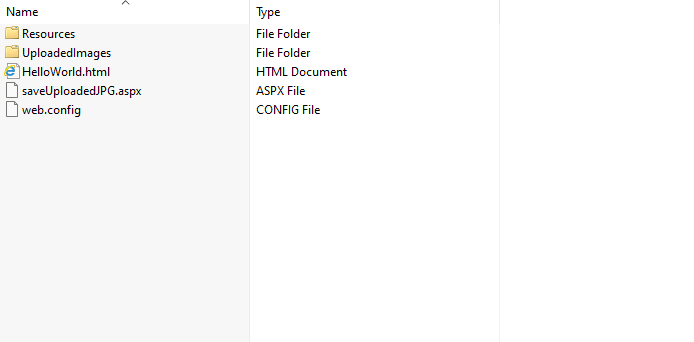 Name Type
Resources File Folder
UploadedImages File Folder
HelloWorld.html HTML Document
saveUploadedJPG.aspx ASPX File
web.config CONFIG File